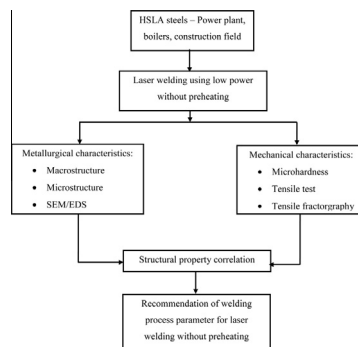 HSLA steels – Power plant,
boilers, construction field
Laser welding using low power
without preheating
Metallurgical characteristics:
• Macrostructure
• Microstructure
• SEM/EDS
Mechanical characteristics:
• Microhardness
• Tensile test
• Tensile fractorgraphy
Structural property correlation
Recommendation of welding
process parameter for laser
welding without preheating